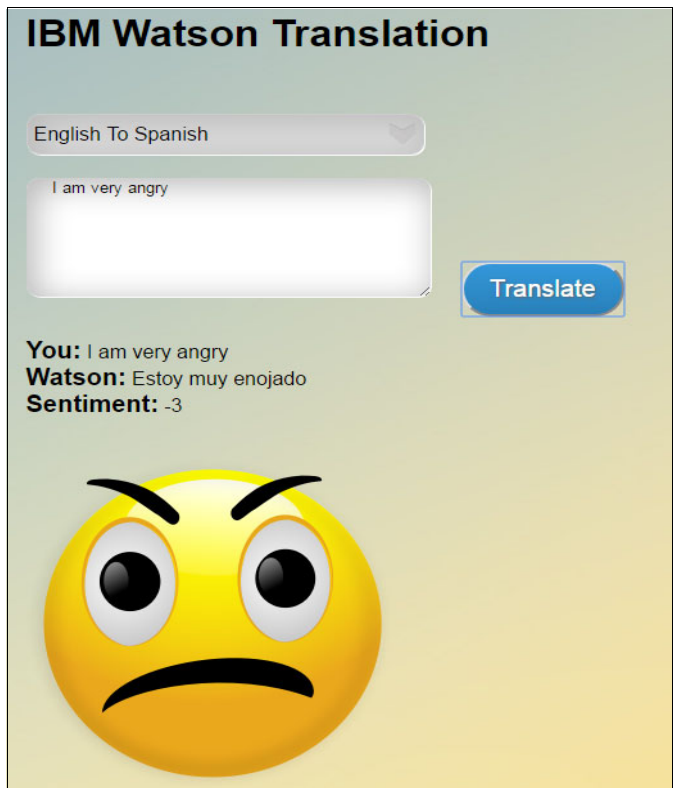 IBM Watson Translation
English To Spanish
I am very angry
Translate
You: I am very angry
Watson: Estoy muy enojado
Sentiment: -3